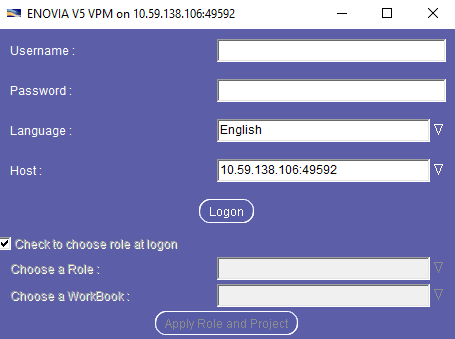 ENOVIA V5 VPM on 10.59.138.106:49592
Username :
Password :
Language : English
Host : 10.59.138.106:49592
Logon
Check to choose role at logon
Choose a Role :
Choose a WorkBook :
Apply Role and Project